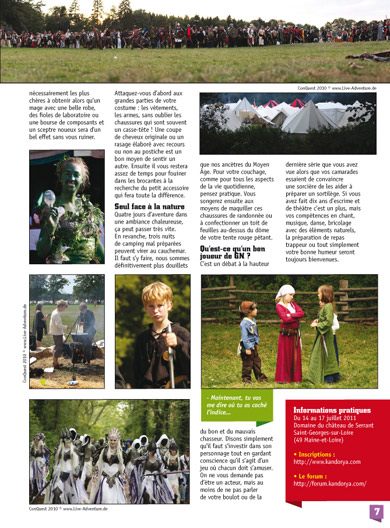 ConQuest 2010 © www.Live-Adventure.de
nécessairement les plus
chères à obtenir alors qu'un
mage avec une belle robe,
des fioles de laboratoire ou
une bourse de composants et
un sceptre noueux sera d'un
bel effet sans vous ruiner.
Attaquez-vous d'abord aux
grandes parties de votre
costume : les vêtements,
les armes, sans oublier les
chaussures qui sont souvent
un casse-tête ! Une coupe
de cheveux original ou un
rasage élaboré avec recours
ou non au postiche est un
bon moyen de sentir un
autre. Ensuite il vous restera
assez de temps pour fouiner
dans les brocantes à la
recherche du petit accessoire
qui fera toute la différence.
Seul face à la nature
Quatre jours d'aventure dans
une ambiance chaleureuse,
ça peut passer très vite.
En revanche, trois nuits
de camping mal préparées
peuvent virer au cauchemar.
Il faut s'y faire, nous sommes
définitivement plus douillets
que nos ancêtres du Moyen
Âge. Pour votre couchage,
comme pour tous les aspects
de la vie quotidienne,
pensez pratique. Vous
songerez ensuite aux
moyens de maquiller ces
chaussures de randonnée ou
à confectionner un toit de
feuilles au-dessus du dôme
de votre tente rouge pétant.
Qu'est-ce qu'un bon
joueur de GN ?
C'est un débat à la hauteur
dernière série que vous avez
vue alors que vos camarades
essaient de convaincre
une sorcière de les aider à
préparer un sortilège. Si vous
avez fait dix ans d'escrime et
de théâtre c'est un plus, mais
vos compétences en chant,
musique, danse, bricolage
avec des éléments naturels,
la préparation de repas
trappeur ou tout simplement
votre bonne humeur seront
toujours bienvenues.
ConQuest 2010 © www.Live-Adventure.de
- Maintenant, tu vas
me dire où tu as caché
l'indice...
du bon et du mauvais
chasseur. Disons simplement
qu'il faut s'investir dans son
personnage tout en gardant
conscience qu'il s'agit d'un
jeu où chacun doit s'amuser.
On ne vous demande pas
d'être un acteur, mais au
moins de ne pas parler
de votre boulot ou de la
Informations pratiques
Du 14 au 17 juillet 2011
Domaine du château de Serrant
Saint-Georges-sur-Loire
(49 Maine-et-Loire)
• Inscriptions :
http://www.kandorya.com
• Le forum :
http://forum.kandorya.com/
ConQuest 2010 © www.Live-Adventure.de
7